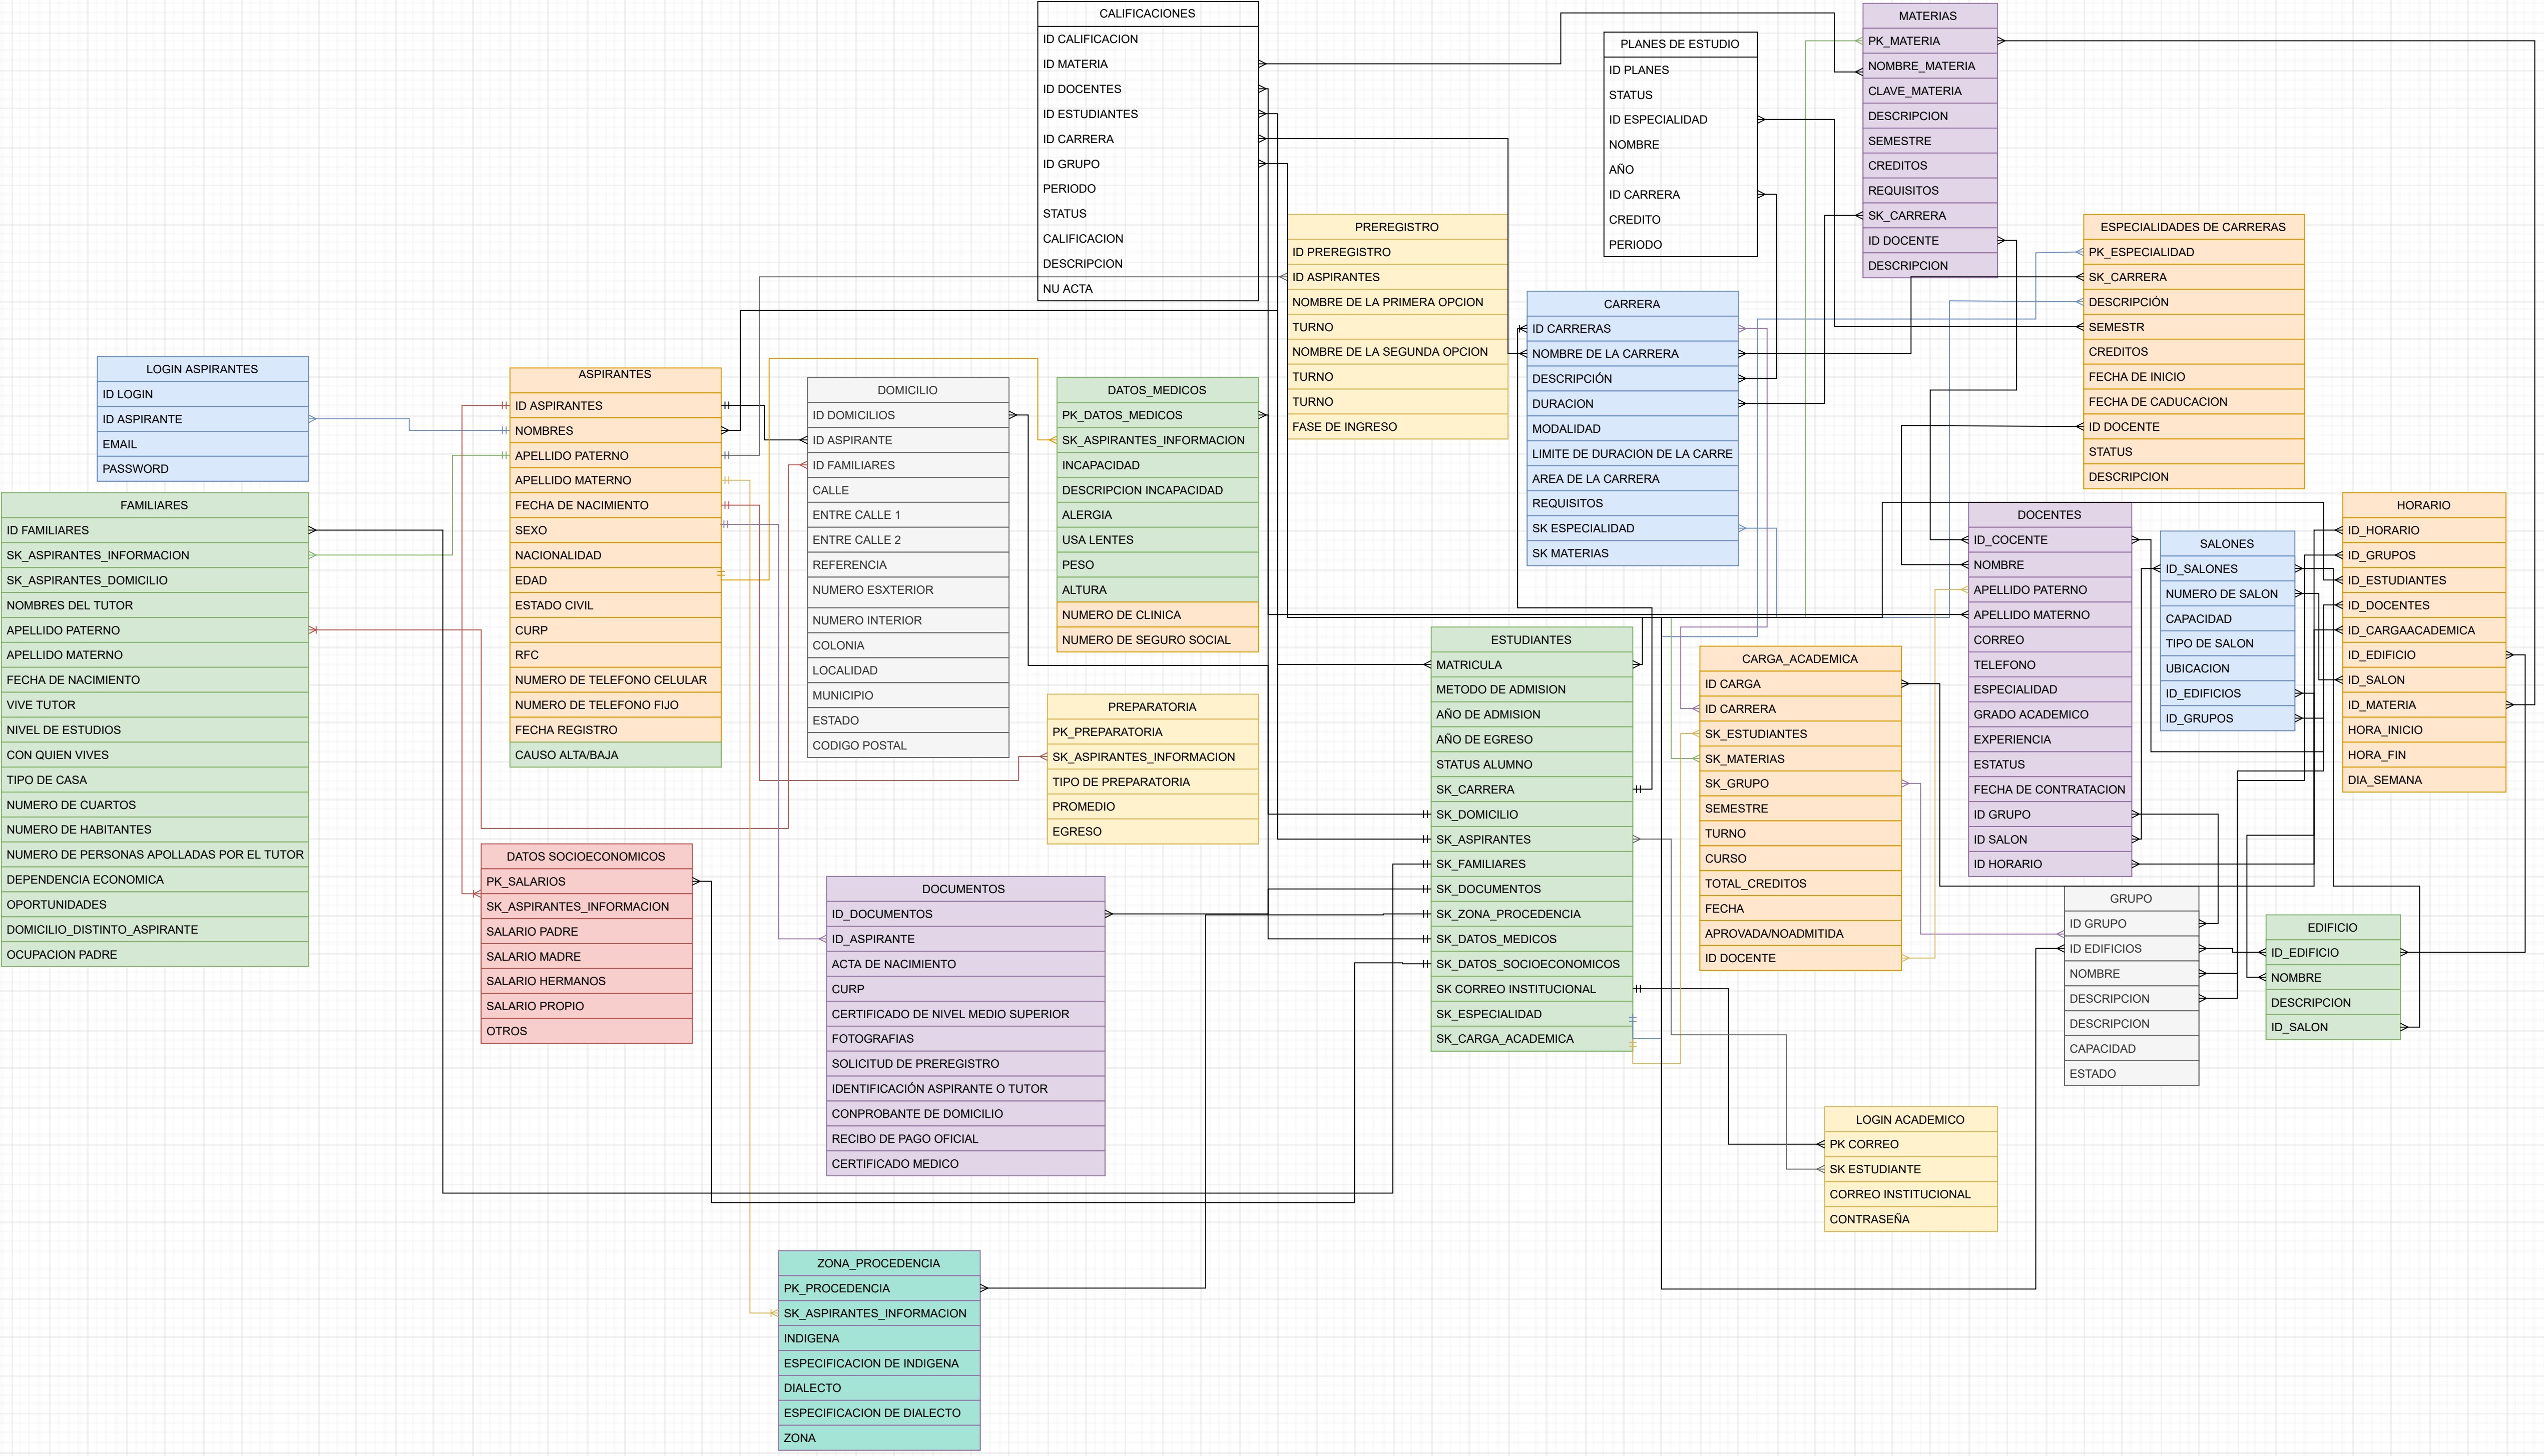 CALIFICACIONES
ID CALIFICACION
ID MATERIA
ID DOCENTES
ID ESTUDIANTES
ID CARRERA
ID GRUPO
PERIODO
STATUS
CALIFICACION
DESCRIPCION
NU ACTA
PLANES DE ESTUDIO
ID PLANES
STATUS
ID ESPECIALIDAD
NOMBRE
AÑO
ID CARRERA
CREDITO
PERIODO
MATERIAS
PK_MATERIA
NOMBRE_MATERIA
CLAVE_MATERIA
DESCRIPCION
SEMESTRE
CREDITOS
REQUISITOS
SK_CARRERA
ID DOCENTE
DESCRIPCION
PREREGISTRO
ID PREREGISTRO
ID ASPIRANTES
NOMBRE DE LA PRIMERA OPCION
TURNO
NOMBRE DE LA SEGUNDA OPCION
TURNO
TURNO
FASE DE INGRESO
ESPECIALIDADES DE CARRERAS
PK_ESPECIALIDAD
SK_CARRERA
DESCRIPCIÓN
SEMESTR
CREDITOS
FECHA DE INICIO
FECHA DE CADUCACION
ID DOCENTE
STATUS
DESCRIPCION
CARRERA
ID CARRERAS
NOMBRE DE LA CARRERA
DESCRIPCIÓN
DURACION
MODALIDAD
LIMITE DE DURACION DE LA CARRE
AREA DE LA CARRERA
REQUISITOS
SK ESPECIALIDAD
SK MATERIAS
LOGIN ASPIRANTES
ID LOGIN
ID ASPIRANTE
EMAIL
PASSWORD
ASPIRANTES
ID ASPIRANTES
NOMBRES
APELLIDO PATERNO
APELLIDO MATERNO
FECHA DE NACIMIENTO
SEXO
NACIONALIDAD
EDAD
ESTADO CIVIL
CURP
RFC
NUMERO DE TELEFONO CELULAR
NUMERO DE TELEFONO FIJO
FECHA REGISTRO
CAUSO ALTA/BAJA
DOMICILIO
ID DOMICILIOS
ID ASPIRANTE
ID FAMILIARES
CALLE
ENTRE CALLE 1
ENTRE CALLE 2
REFERENCIA
NUMERO ESXTERIOR
NUMERO INTERIOR
COLONIA
LOCALIDAD
MUNICIPIO
ESTADO
CODIGO POSTAL
DATOS_MEDICOS
PK_DATOS_MEDICOS
SK_ASPIRANTES_INFORMACION
INCAPACIDAD
DESCRIPCION INCAPACIDAD
ALERGIA
USA LENTES
PESO
ALTURA
NUMERO DE CLINICA
NUMERO DE SEGURO SOCIAL
FAMILIARES
ID FAMILIARES
SK_ASPIRANTES_INFORMACION
SK_ASPIRANTES_DOMICILIO
NOMBRES DEL TUTOR
APELLIDO PATERNO
APELLIDO MATERNO
FECHA DE NACIMIENTO
VIVE TUTOR
NIVEL DE ESTUDIOS
CON QUIEN VIVES
TIPO DE CASA
NUMERO DE CUARTOS
NUMERO DE HABITANTES
NUMERO DE PERSONAS APOLLADAS POR EL TUTOR
DEPENDENCIA ECONOMICA
OPORTUNIDADES
DOMICILIO_DISTINTO_ASPIRANTE
OCUPACION PADRE
DOCENTES
ID_COCENTE
NOMBRE
APELLIDO PATERNO
APELLIDO MATERNO
CORREO
TELEFONO
ESPECIALIDAD
GRADO ACADEMICO
EXPERIENCIA
ESTATUS
FECHA DE CONTRATACION
ID GRUPO
ID SALON
ID HORARIO
SALONES
ID_SALONES
NUMERO DE SALON
CAPACIDAD
TIPO DE SALON
UBICACION
ID_EDIFICIOS
ID_GRUPOS
HORARIO
ID_HORARIO
ID_GRUPOS
ID_ESTUDIANTES
ID_DOCENTES
ID_CARGAACADEMICA
ID_EDIFICIO
ID_SALON
ID_MATERIA
HORA_INICIO
HORA_FIN
DIA_SEMANA
ESTUDIANTES
MATRICULA
METODO DE ADMISION
AÑO DE ADMISION
AÑO DE EGRESO
STATUS ALUMNO
SK_CARRERA
SK_DOMICILIO
SK_ASPIRANTES
SK_FAMILIARES
SK_DOCUMENTOS
SK_ZONA_PROCEDENCIA
SK_DATOS_MEDICOS
SK_DATOS_SOCIOECONOMICOS
SK CORREO INSTITUCIONAL
SK_ESPECIALIDAD
SK_CARGA_ACADEMICA
CARGA_ACADEMICA
ID CARGA
ID CARRERA
SK_ESTUDIANTES
SK_MATERIAS
SK_GRUPO
SEMESTRE
TURNO
CURSO
TOTAL_CREDITOS
FECHA
APROVADA/NOADMITIDA
ID DOCENTE
PREPARATORIA
PK_PREPARATORIA
SK_ASPIRANTES_INFORMACION
TIPO DE PREPARATORIA
PROMEDIO
EGRESO
DATOS SOCIOECONOMICOS
PK_SALARIOS
SK_ASPIRANTES_INFORMACION
SALARIO PADRE
SALARIO MADRE
SALARIO HERMANOS
SALARIO PROPIO
OTROS
DOCUMENTOS
ID_DOCUMENTOS
ID_ASPIRANTE
ACTA DE NACIMIENTO
CURP
CERTIFICADO DE NIVEL MEDIO SUPERIOR
FOTOGRAFIAS
SOLICITUD DE PREREGISTRO
IDENTIFICACIÓN ASPIRANTE O TUTOR
CONPROBANTE DE DOMICILIO
RECIBO DE PAGO OFICIAL
CERTIFICADO MEDICO
GRUPO
ID GRUPO
ID EDIFICIOS
NOMBRE
DESCRIPCION
DESCRIPCION
CAPACIDAD
ESTADO
EDIFICIO
ID_EDIFICIO
NOMBRE
DESCRIPCION
ID_SALON
LOGIN ACADEMICO
PK CORREO
SK ESTUDIANTE
CORREO INSTITUCIONAL
CONTRASEÑA
ZONA_PROCEDENCIA
PK_PROCEDENCIA
SK_ASPIRANTES_INFORMACION
INDIGENA
ESPECIFICACION DE INDIGENA
DIALECTO
ESPECIFICACION DE DIALECTO
ZONA